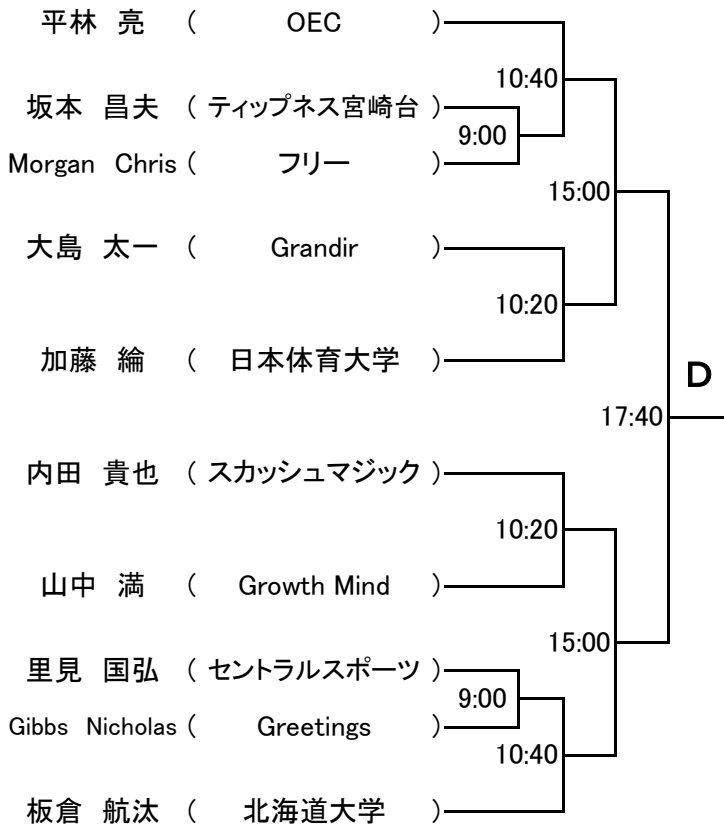 平林 亮 ( OEC )
10:40
坂本 昌夫 ( ティップネス宮崎台 )
9:00
Morgan Chris ( フリー )
15:00
大島 太一 ( Grandir )
10:20
加藤 綸 ( 日本体育大学 )
D
17:40
内田 貴也 ( スカッシュマジック )
10:20
山中 満 ( Growth Mind )
15:00
里見 国弘 ( セントラルスポーツ )
9:00
Gibbs Nicholas ( Greetings )
10:40
板倉 航汰 ( 北海道大学 )